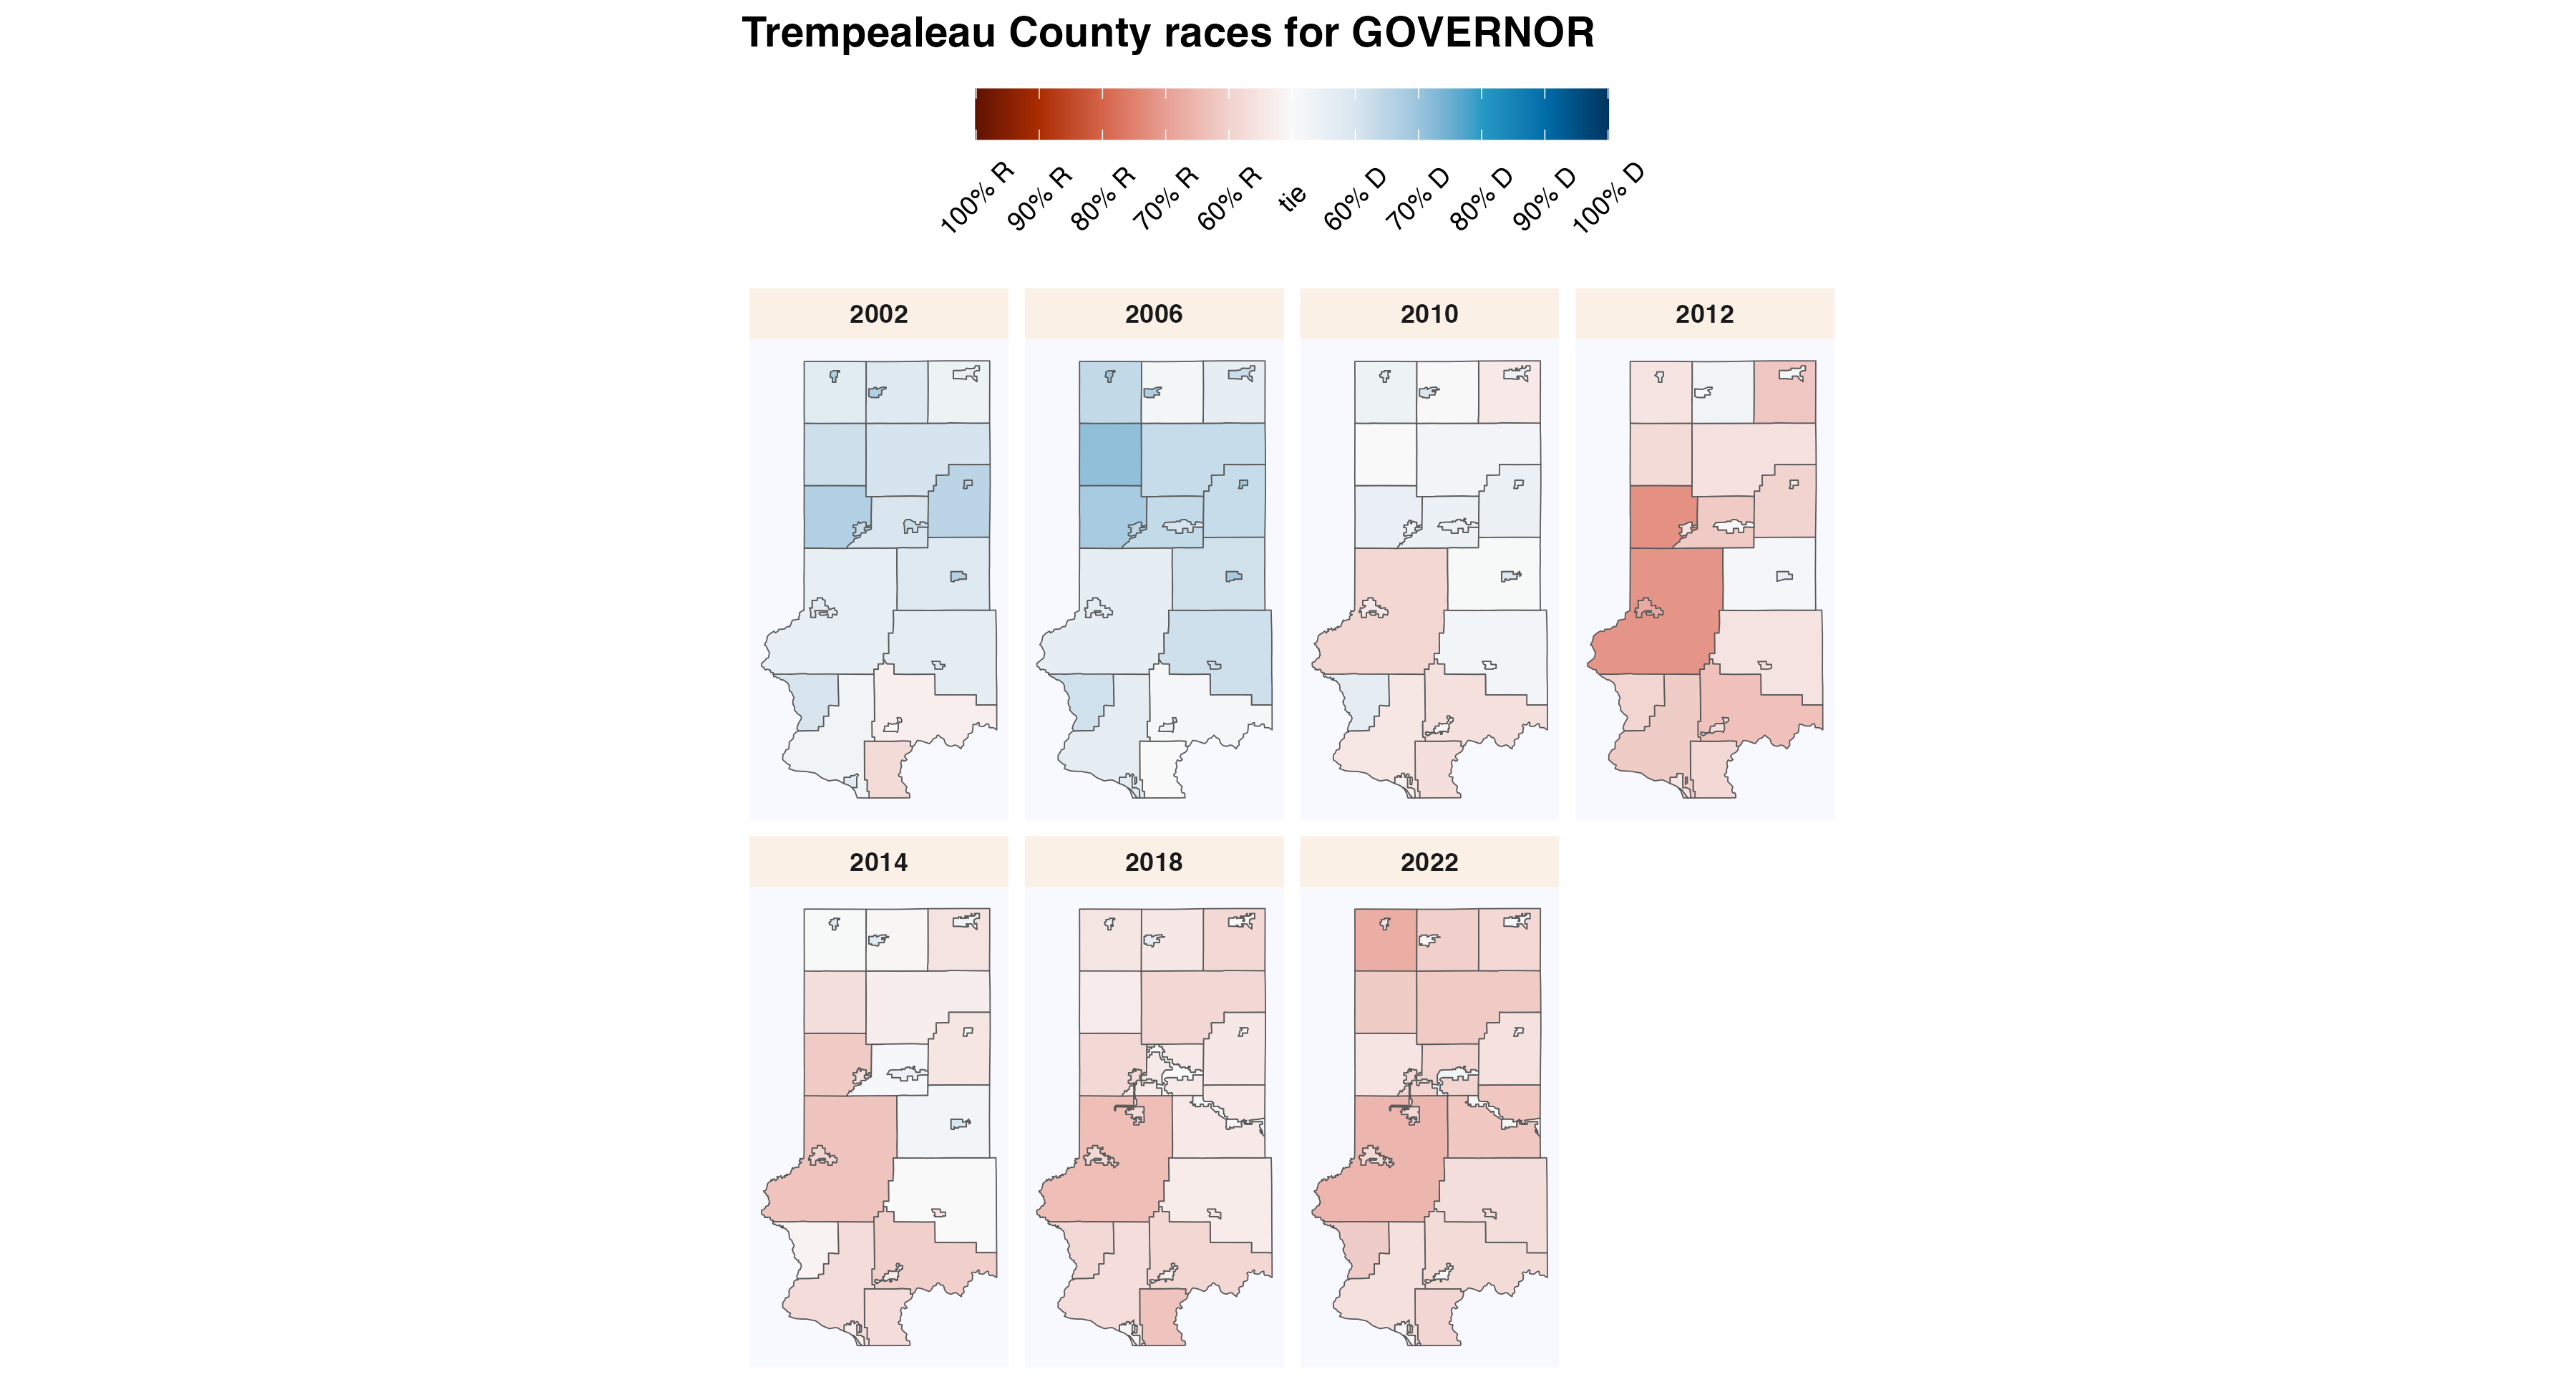 Trempealeau County races for GOVERNOR
100% R 90% R 80% R 70% R 60% R tie 60% D 70% D 80% D 90% D 100% D
2002 2006 2010 2012
2014 2018 2022